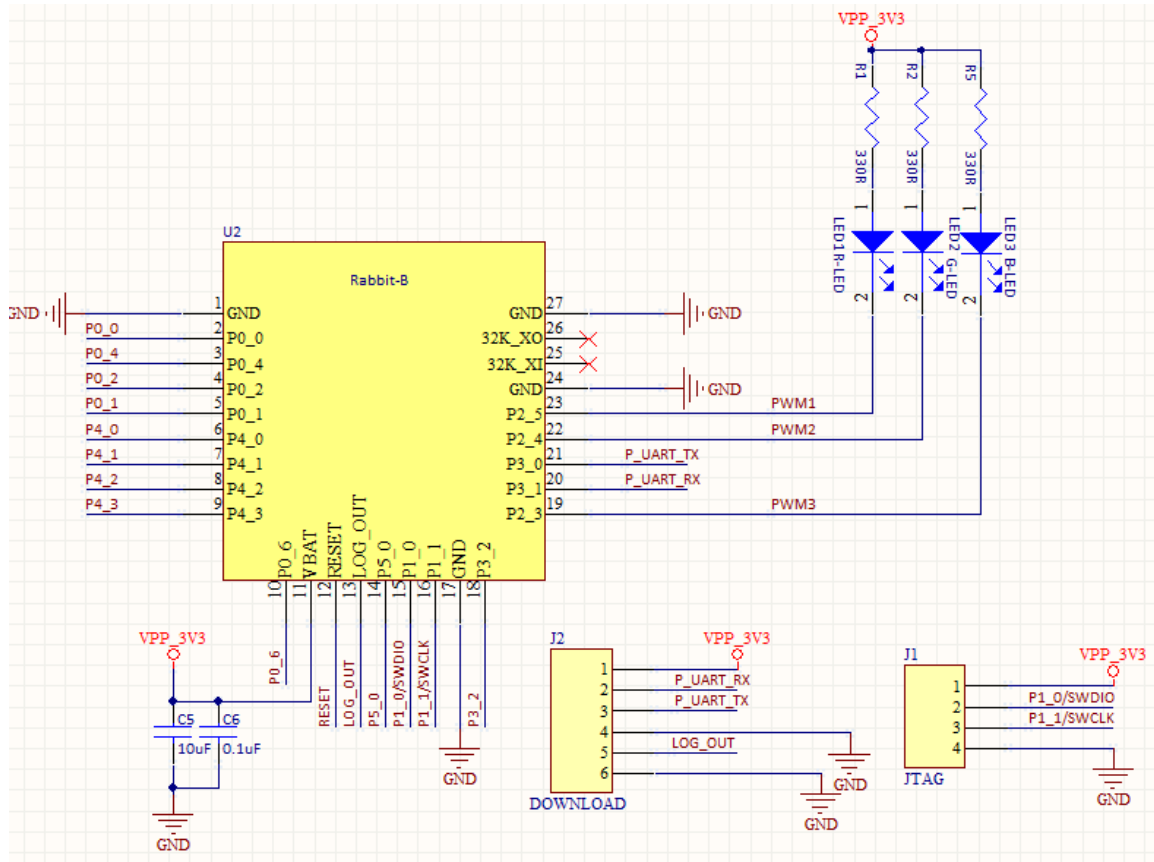 VPP_3V3
R1
R2
R5
330R
330R
330R
1
1
1
LED1R-LED
LED2 G-LED
LED3 B-LED
2
2
2
U2
Rabbit-B
GND
1 GND
P0_0 2 P0_0
P0_4 3 P0_4
P0_2 4 P0_2
P0_1 5 P0_1
P4_0 6 P4_0
P4_1 7 P4_1
P4_2 8 P4_2
P4_3 9 P4_3
GND 27 GND
32K_XO 26
32K_XI 25
GND 24 GND
P2_5 23 PWM1
P2_4 22 PWM2
P3_0 21 P_UART_TX
P3_1 20 P_UART_RX
P2_3 19 PWM3
P0_6 10 P0_6
VBAT 11
RESET 12 RESET
LOG_OUT 13 LOG_OUT
P5_0 14 P5_0
P1_0 15 P1_0/SWDIO
P1_1 16 P1_1/SWCLK
GND 17 GND
P3_2 18 P3_2
VPP_3V3
C5
10uF
C6
0.1uF
GND
J2
VPP_3V3
1
2 P_UART_RX
3 P_UART_TX
4
5 LOG_OUT
6
GND
GND
DOWNLOAD
J1
VPP_3V3
1
2 P1_0/SWDIO
3 P1_1/SWCLK
4
GND
JTAG